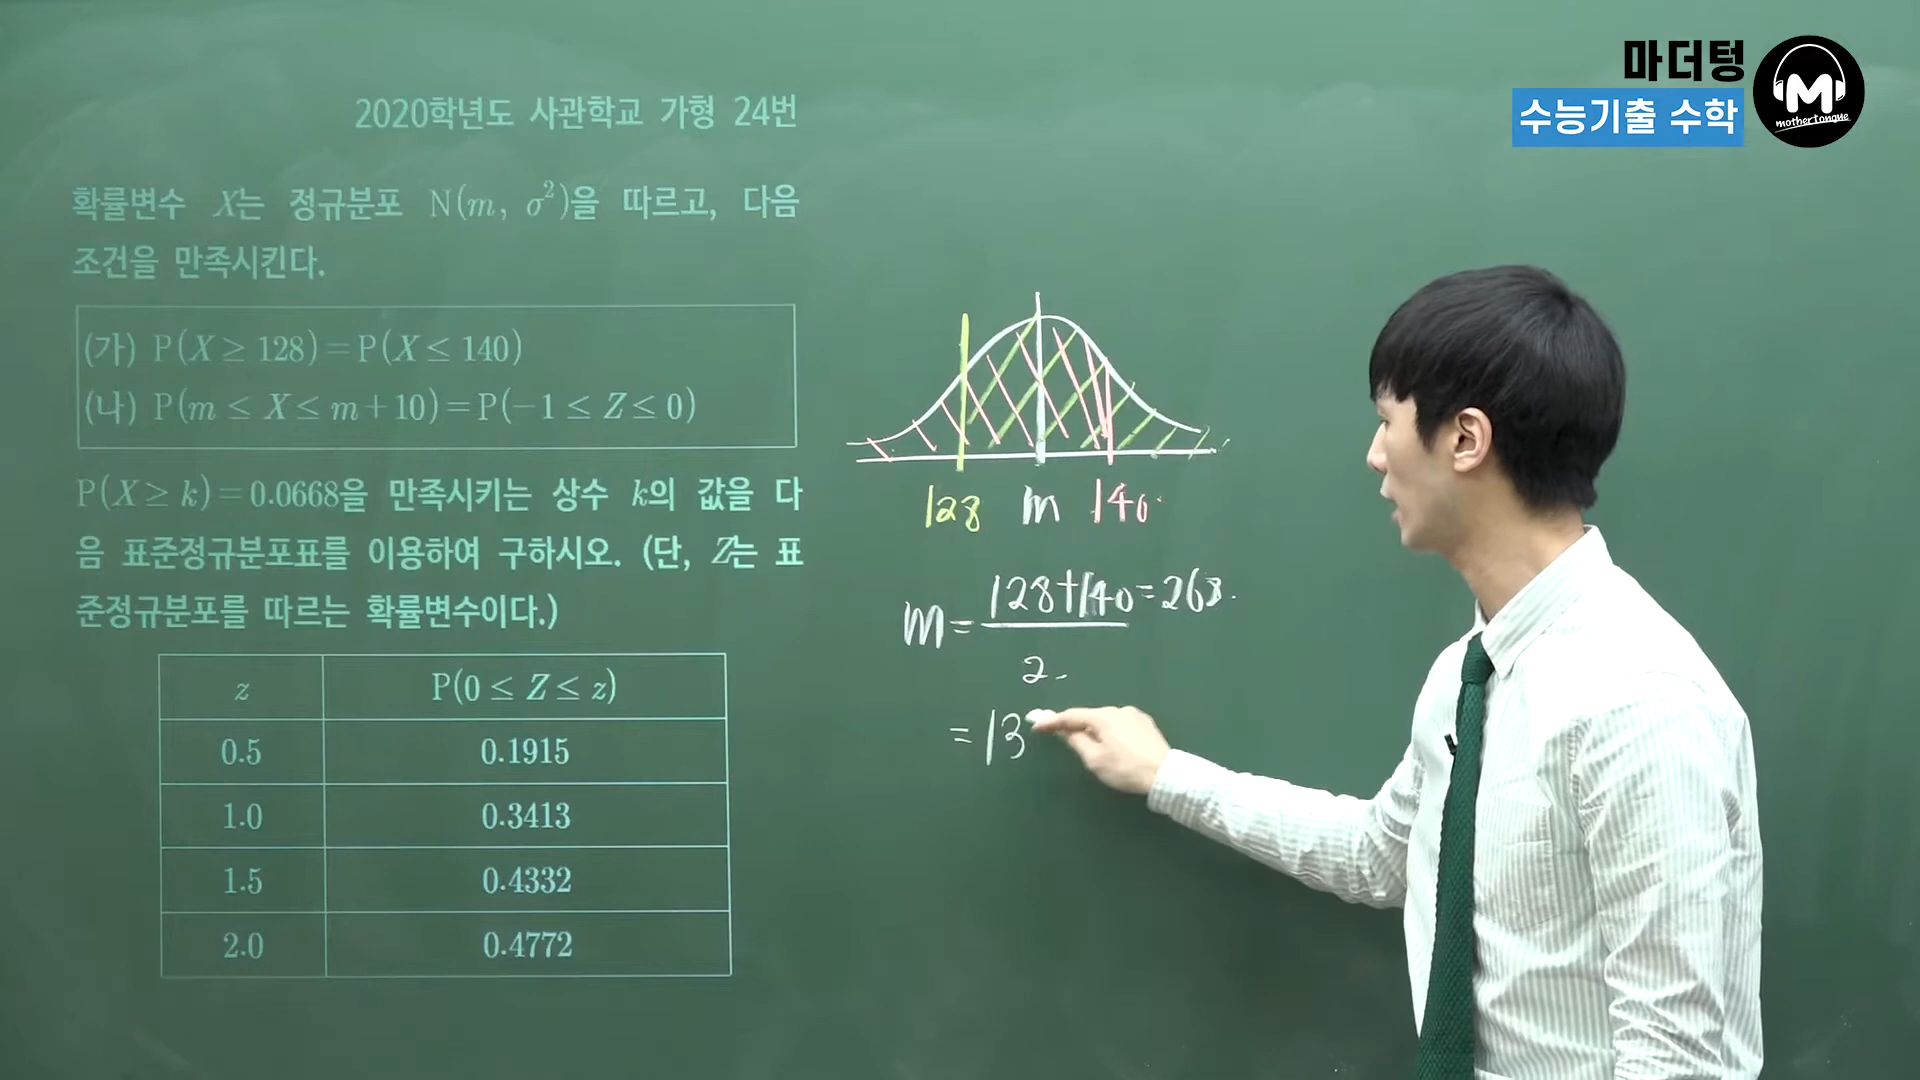 마더텅
수능기출 수학
M
mothertongue
2020학년도 사관학교 가형 24번
확률변수 X는 정규분포 N(m, σ²)을 따르고, 다음
조건을 만족시킨다.
(가) P(X ≥ 128) = P(X ≤ 140)
(나) P(m ≤ X ≤ m+10) = P(-1 ≤ Z ≤ 0)
P(X ≥ k) = 0.0668을 만족시키는 상수 k의 값을 다
음 표준정규분포표를 이용하여 구하시오. (단, Z는 표
준정규분포를 따르는 확률변수이다.)
z P(0 ≤ Z ≤ z)
0.5 0.1915
1.0 0.3413
1.5 0.4332
2.0 0.4772
128 m 140
128+140=268
m=
2
=13